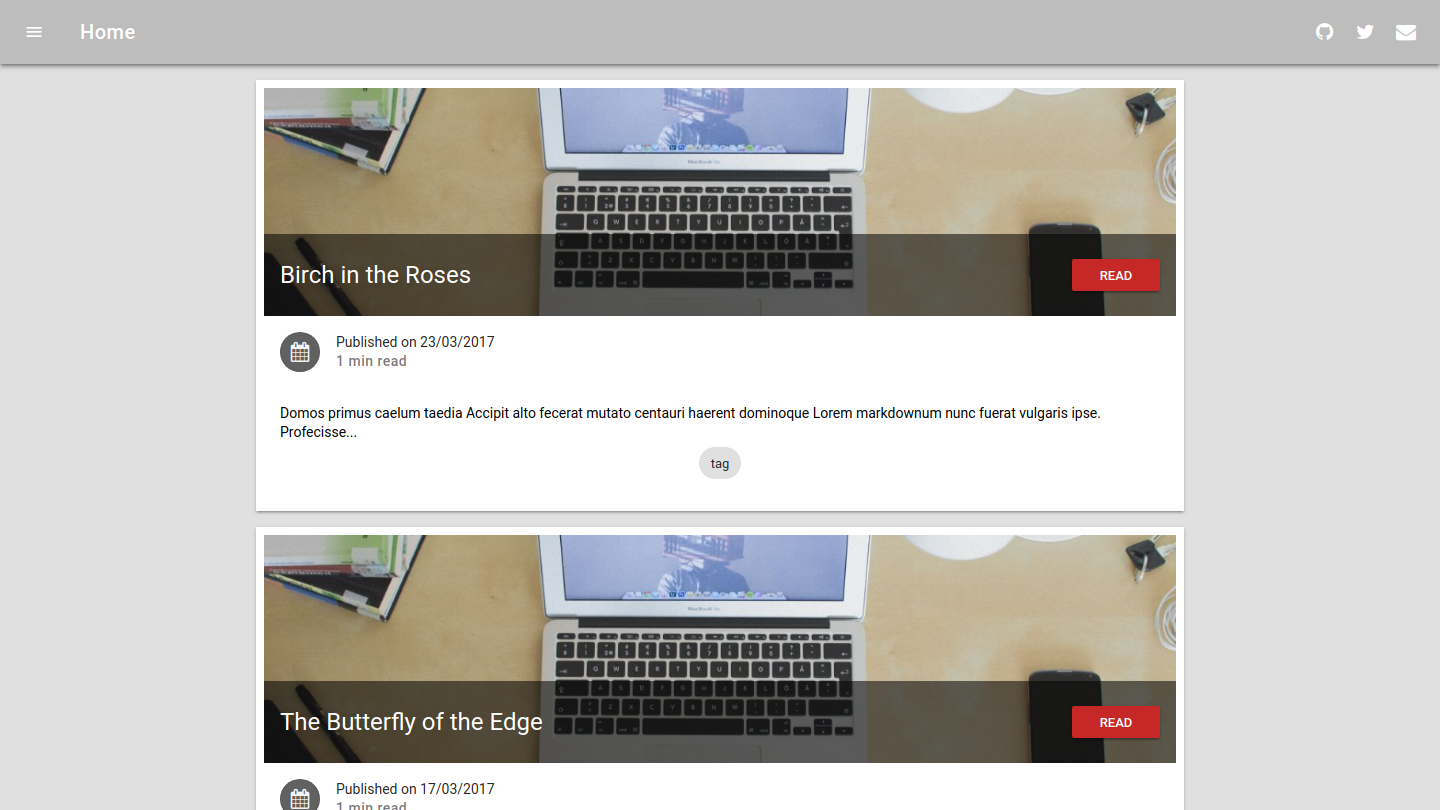 Home
Birch in the Roses
READ
Published on 23/03/2017
1 min read
Domos primus caelum taedia Accipit alto fecerat mutato centauri haerent dominoque Lorem markdownum nunc fuerat vulgaris ipse.
Profecisse...
tag
The Butterfly of the Edge
READ
Published on 17/03/2017
1 min read